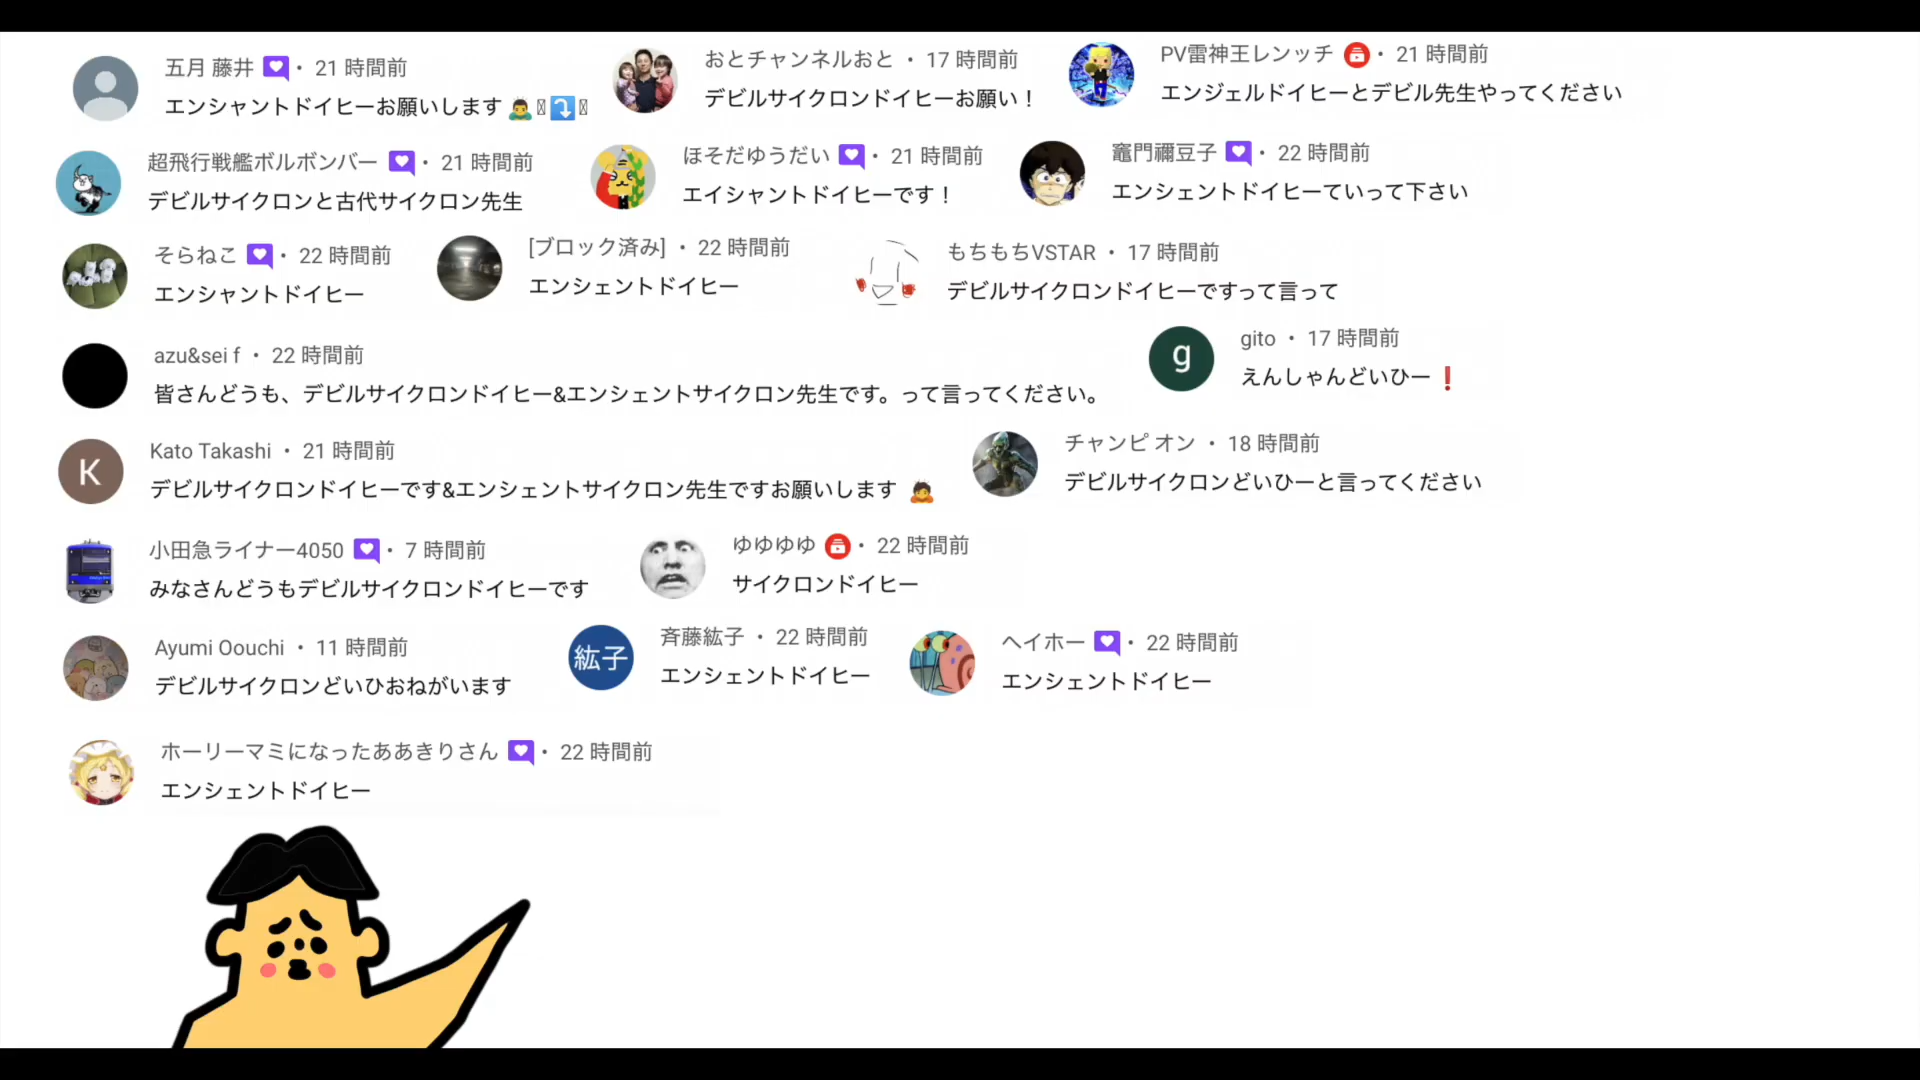 五月 藤井 ・ 21 時間前
エンシャントドイヒーお願いします
おとチャンネルおと ・ 17 時間前
デビルサイクロンドイヒーお願い！
PV雷神王レンッチ ・ 21 時間前
エンジェルドイヒーとデビル先生やってください
超飛行戦艦ボルボンバー ・ 21 時間前
デビルサイクロンと古代サイクロン先生
ほそだゆうだい ・ 21 時間前
エイシャントドイヒーです！
竈門禰豆子 ・ 22 時間前
エンシェントドイヒーていって下さい
そらねこ ・ 22 時間前
エンシャントドイヒー
[ブロック済み] ・ 22 時間前
エンシェントドイヒー
もちもちVSTAR ・ 17 時間前
デビルサイクロンドイヒーですって言って
azu&sei f ・ 22 時間前
皆さんどうも、デビルサイクロンドイヒー&エンシェントサイクロン先生です。って言ってください。
g
gito ・ 17 時間前
えんしゃんどいひー❗
K
Kato Takashi ・ 21 時間前
デビルサイクロンドイヒーです&エンシェントサイクロン先生ですお願いします
チャンピ オン ・ 18 時間前
デビルサイクロンどいひーと言ってください
小田急ライナー4050 ・ 7 時間前
みなさんどうもデビルサイクロンドイヒーです
ゆゆゆゆ ・ 22 時間前
サイクロンドイヒー
Ayumi Oouchi ・ 11 時間前
デビルサイクロンどいひおねがいます
紘子
斉藤紘子 ・ 22 時間前
エンシェントドイヒー
ヘイホー ・ 22 時間前
エンシェントドイヒー
ホーリーマミになったああきりさん ・ 22 時間前
エンシェントドイヒー